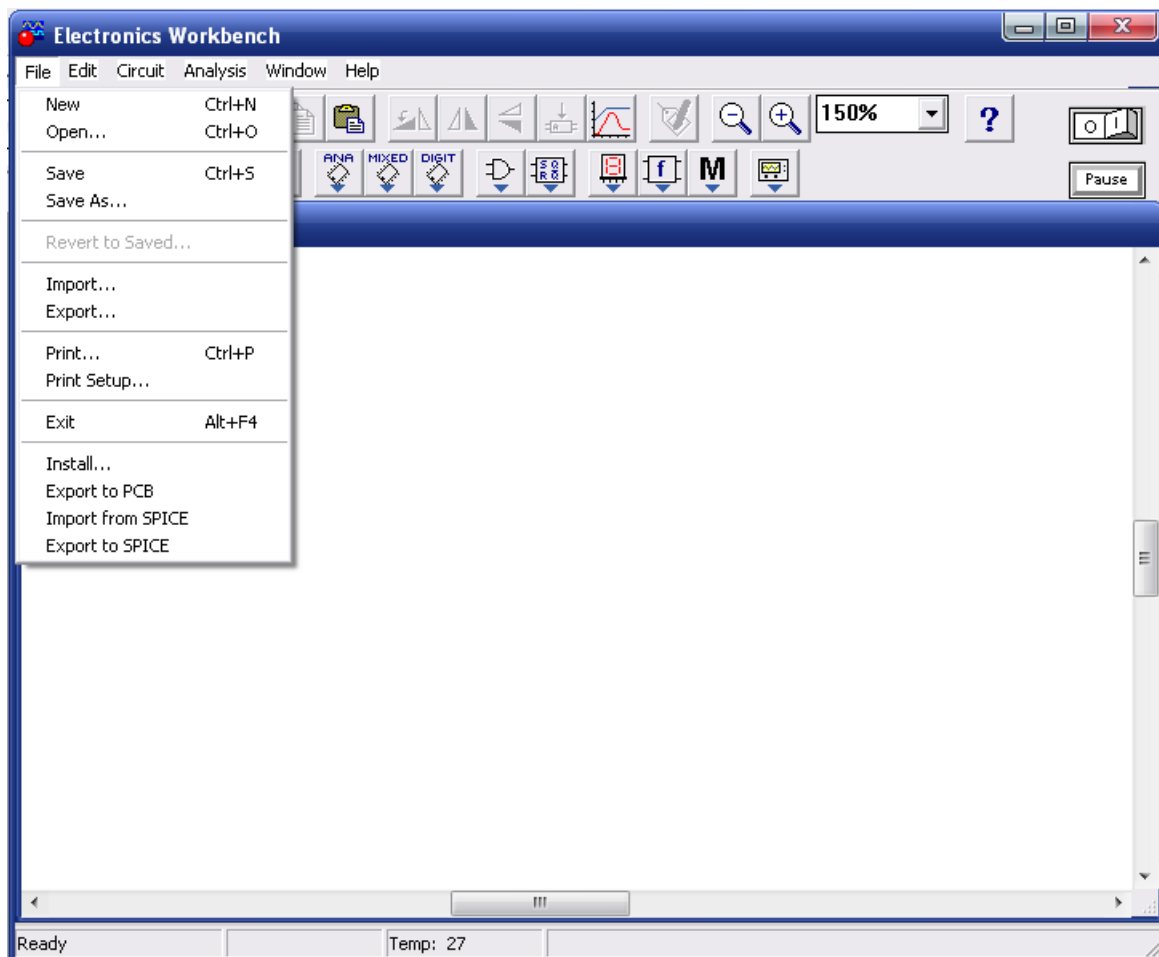 Electronics Workbench
File Edit Circuit Analysis Window Help
New Ctrl+N
Open... Ctrl+O
Save Ctrl+S
Save As...
Revert to Saved...
Import...
Export...
Print... Ctrl+P
Print Setup...
Exit Alt+F4
Install...
Export to PCB
Import from SPICE
Export to SPICE
150% ?
ANA MIXED DIGIT
S Q
R Q
f M
O I
Pause
Ready Temp: 27